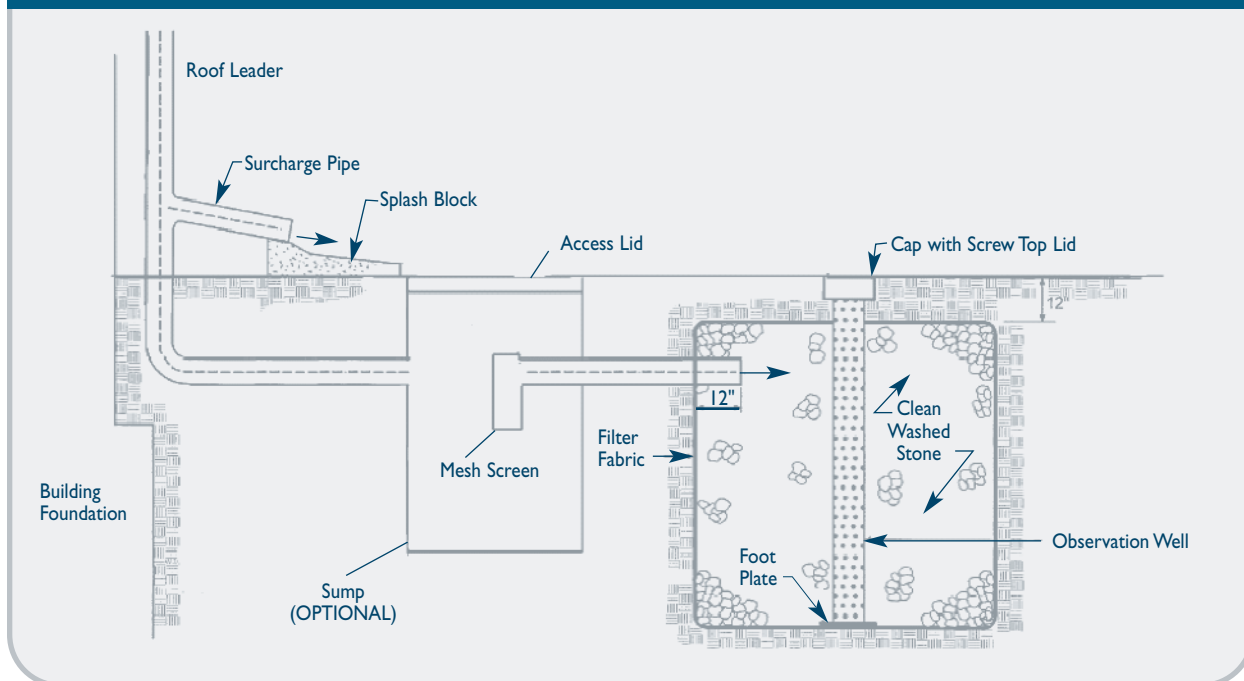 Roof Leader
Surcharge Pipe
Splash Block
Access Lid
Cap with Screw Top Lid
12"
12"
Clean
Washed
Stone
Filter
Fabric
Mesh Screen
Building
Foundation
Observation Well
Foot
Plate
Sump
(OPTIONAL)